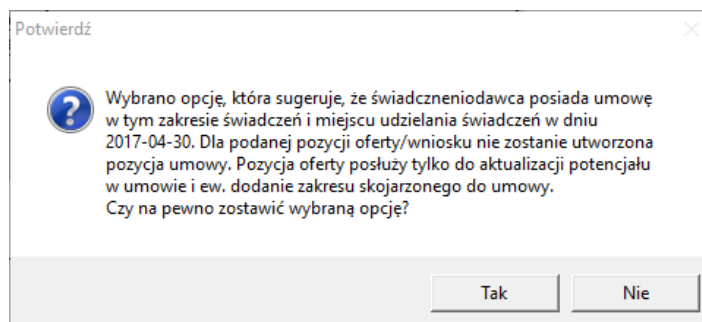 Potwierdź
Wybrano opcję, która sugeruje, że świadczneniodawca posiada umowę
w tym zakresie świadczeń i miejscu udzielania świadczeń w dniu
2017-04-30. Dla podanej pozycji oferty/wniosku nie zostanie utworzona
pozycja umowy. Pozycja oferty posłuży tylko do aktualizacji potencjału
w umowie i ew. dodanie zakresu skojarzonego do umowy.
Czy na pewno zostawić wybraną opcję?
Tak
Nie